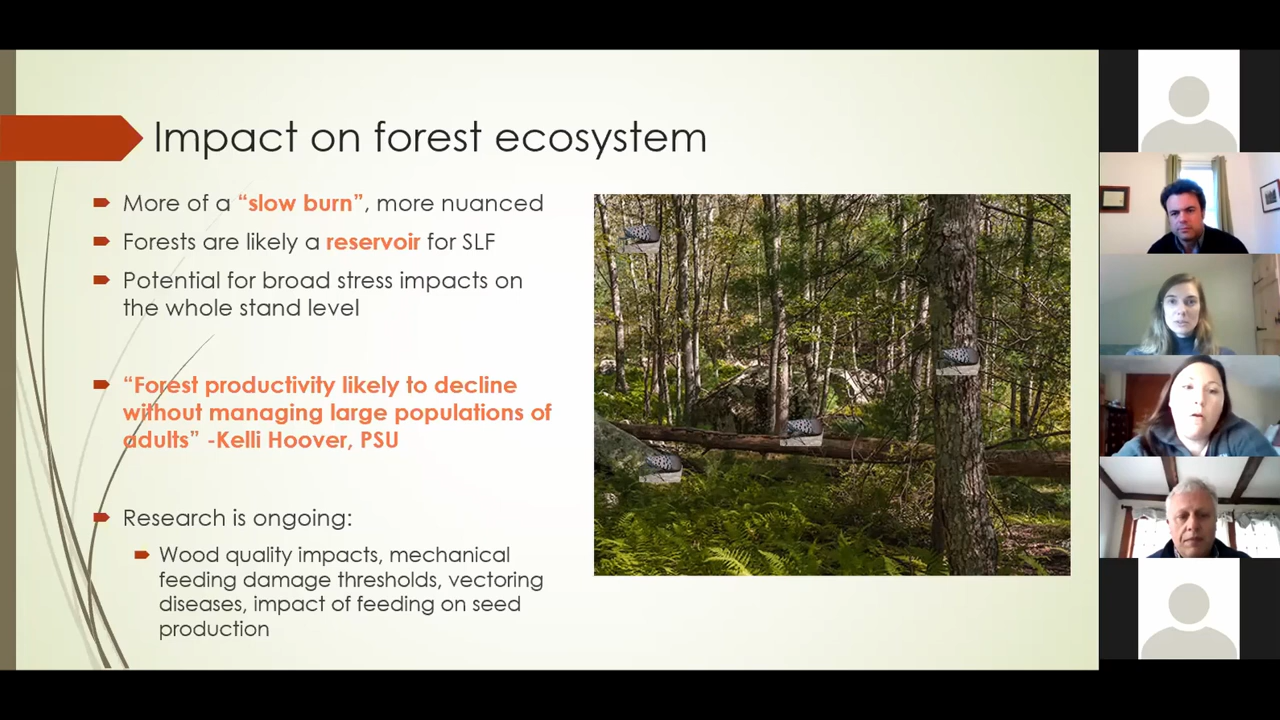 Impact on forest ecosystem
More of a “slow burn”, more nuanced
Forests are likely a reservoir for SLF
Potential for broad stress impacts on
the whole stand level
“Forest productivity likely to decline
without managing large populations of
adults” -Kelli Hoover, PSU
Research is ongoing:
Wood quality impacts, mechanical
feeding damage thresholds, vectoring
diseases, impact of feeding on seed
production